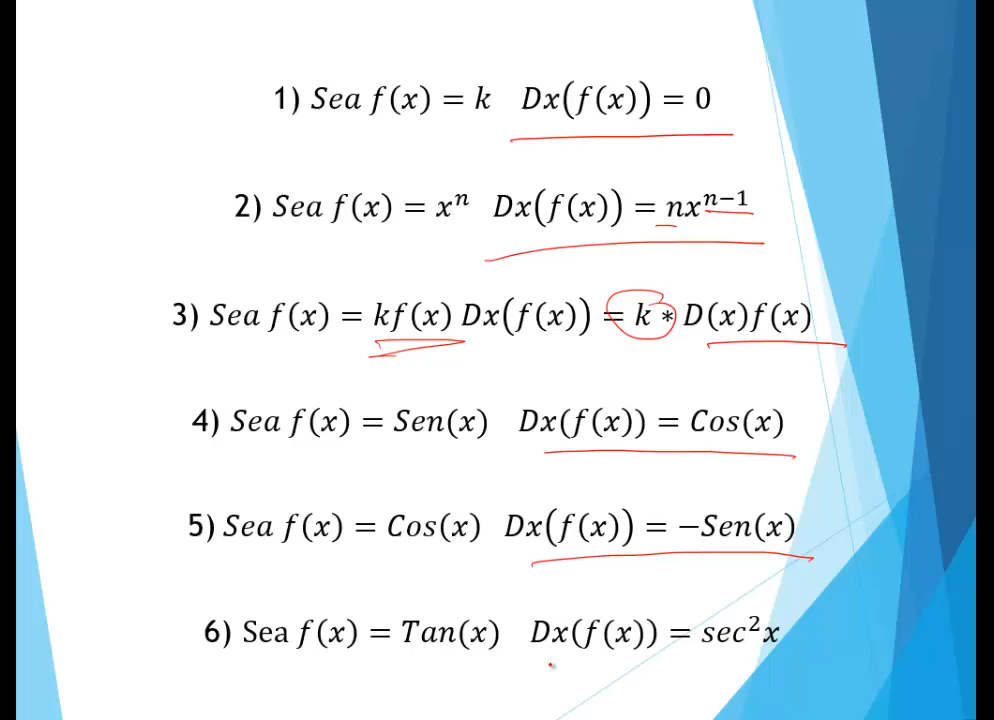 1) Sea f(x) = k Dx(f(x)) = 0
2) Sea f(x) = xⁿ Dx(f(x)) = nxⁿ⁻¹
3) Sea f(x) = kf(x) Dx(f(x)) = k * D(x)f(x)
4) Sea f(x) = Sen(x) Dx(f(x)) = Cos(x)
5) Sea f(x) = Cos(x) Dx(f(x)) = −Sen(x)
6) Sea f(x) = Tan(x) Dx(f(x)) = sec²x